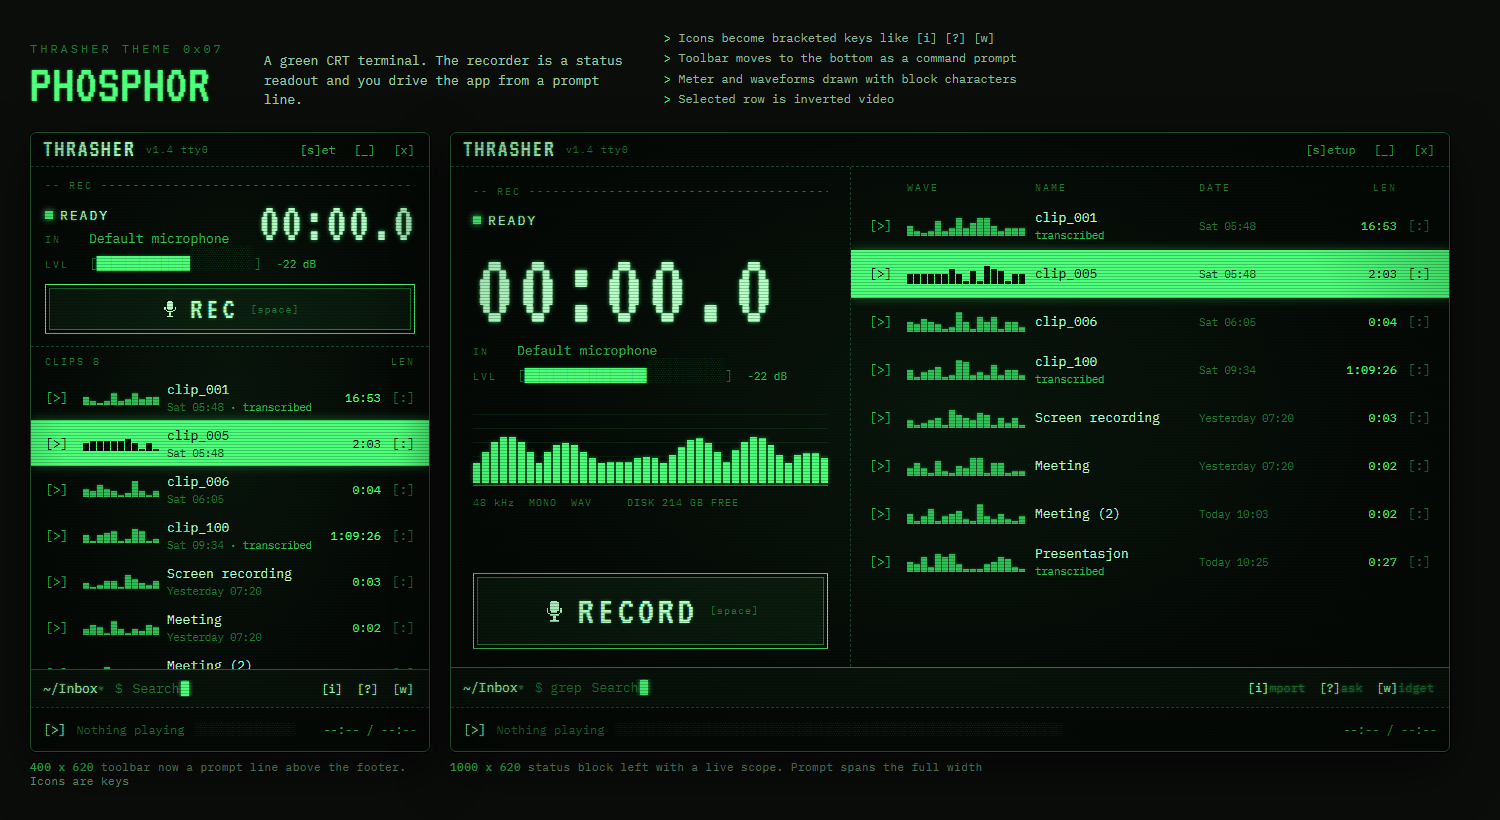 THRASHER THEME 0x07
PHOSPHOR
A green CRT terminal. The recorder is a status
readout and you drive the app from a prompt
line.
> Icons become bracketed keys like [i] [?] [w]
> Toolbar moves to the bottom as a command prompt
> Meter and waveforms drawn with block characters
> Selected row is inverted video
THRASHER v1.4 tty0 [s]et [_] [x]
-- REC
READY
00:00.0
IN Default microphone
LVL [ ] -22 dB
REC [space]
CLIPS 8 LEN
[>] clip_001 16:53 [:]
Sat 05:48 · transcribed
[>] clip_005 2:03 [:]
Sat 05:48
[>] clip_006 0:04 [:]
Sat 06:05
[>] clip_100 1:09:26 [:]
Sat 09:34 · transcribed
[>] Screen recording 0:03 [:]
Yesterday 07:20
[>] Meeting 0:02 [:]
Yesterday 07:20
Meeting (2)
~/Inbox* $ Search [i] [?] [w]
[>] Nothing playing --:-- / --:--
400 x 620 toolbar now a prompt line above the footer.
Icons are keys
THRASHER v1.4 tty0 [s]etup [_] [x]
-- REC
READY
00:00.0
IN Default microphone
LVL [ ] -22 dB
48 kHz MONO WAV DISK 214 GB FREE
RECORD [space]
WAVE NAME DATE LEN
[>] clip_001 Sat 05:48 16:53 [:]
transcribed
[>] clip_005 Sat 05:48 2:03 [:]
[>] clip_006 Sat 06:05 0:04 [:]
[>] clip_100 Sat 09:34 1:09:26 [:]
transcribed
[>] Screen recording Yesterday 07:20 0:03 [:]
[>] Meeting Yesterday 07:20 0:02 [:]
[>] Meeting (2) Today 10:03 0:02 [:]
[>] Presentasjon Today 10:25 0:27 [:]
transcribed
~/Inbox* $ grep Search [i]mport [?]ask [w]idget
[>] Nothing playing --:-- / --:--
1000 x 620 status block left with a live scope. Prompt spans the full width